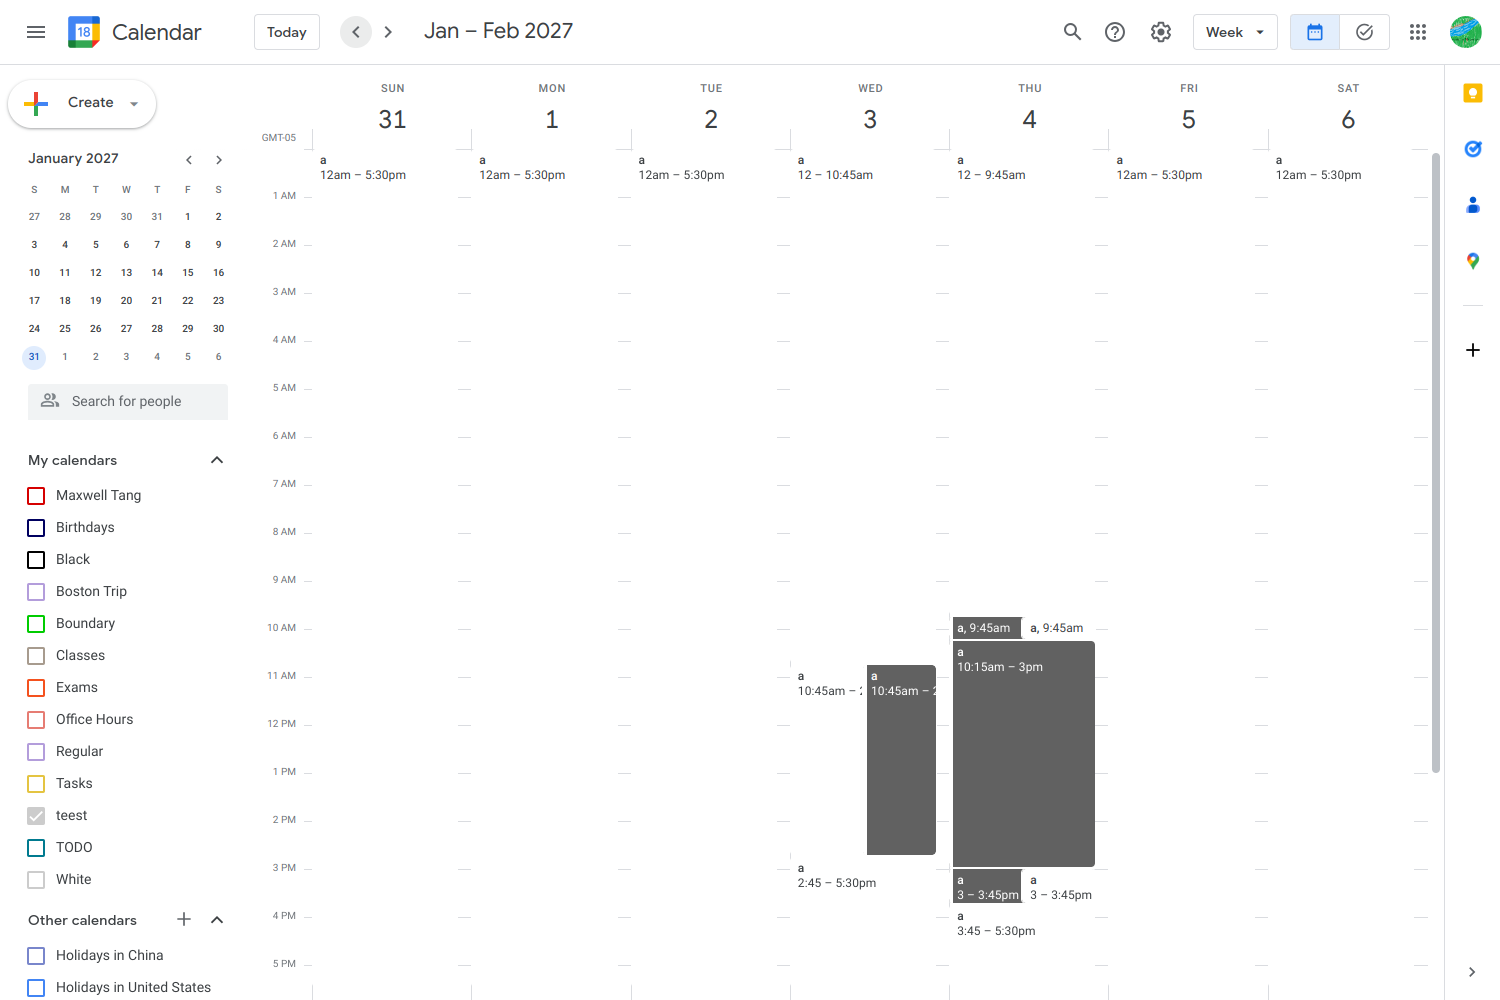 18 Calendar Today Jan – Feb 2027 Week
Create
January 2027
S M T W T F S
27 28 29 30 31 1 2
3 4 5 6 7 8 9
10 11 12 13 14 15 16
17 18 19 20 21 22 23
24 25 26 27 28 29 30
31 1 2 3 4 5 6
Search for people
My calendars
Maxwell Tang
Birthdays
Black
Boston Trip
Boundary
Classes
Exams
Office Hours
Regular
Tasks
teest
TODO
White
Other calendars
Holidays in China
Holidays in United States
SUN MON TUE WED THU FRI SAT
31 1 2 3 4 5 6
GMT-05
a a a a a a a
12am – 5:30pm 12am – 5:30pm 12am – 5:30pm 12 – 10:45am 12 – 9:45am 12am – 5:30pm 12am – 5:30pm
1 AM
2 AM
3 AM
4 AM
5 AM
6 AM
7 AM
8 AM
9 AM
10 AM a, 9:45am a, 9:45am
a
10:15am – 3pm
11 AM a a
10:45am – 10:45am –
12 PM
1 PM
2 PM
3 PM a
2:45 – 5:30pm
a a
3 – 3:45pm 3 – 3:45pm
4 PM a
3:45 – 5:30pm
5 PM